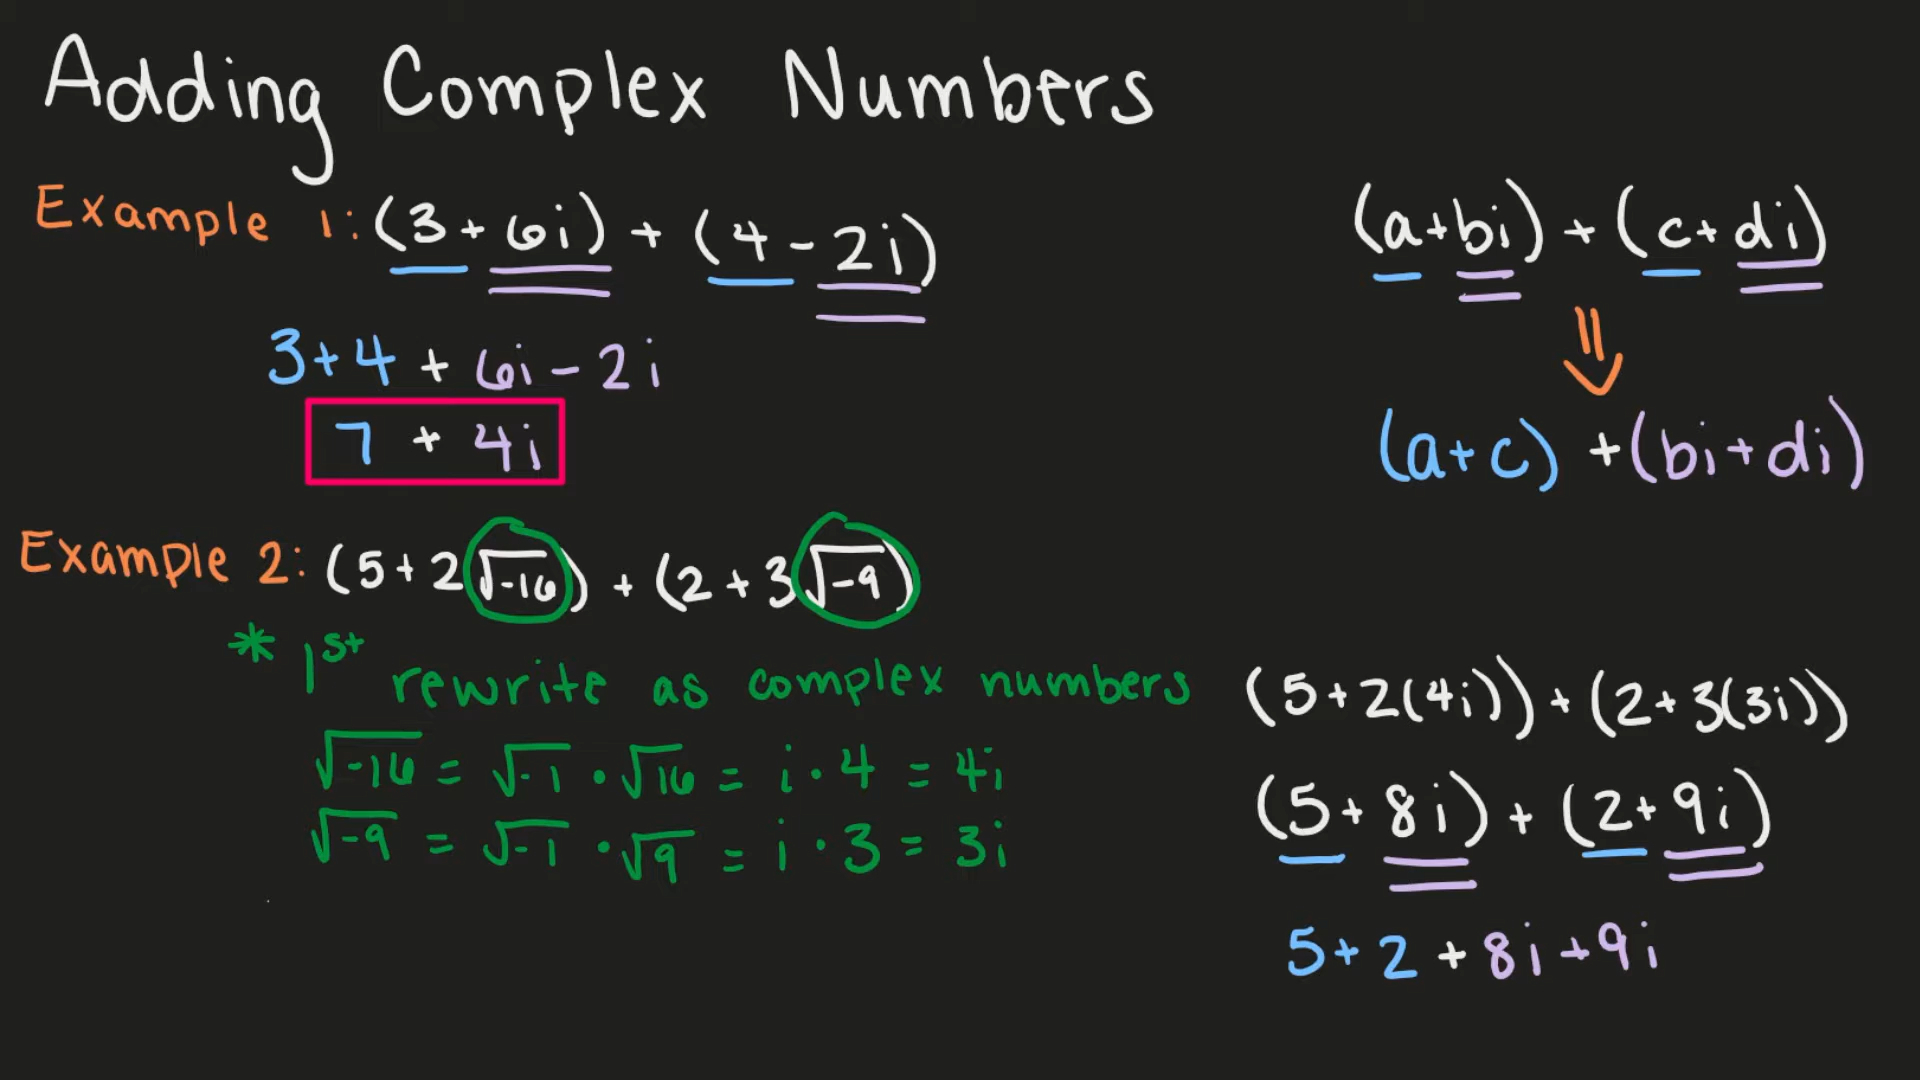 Adding Complex Numbers
Example 1: (3 + 6i) + (4 - 2i)
3+4 + 6i - 2i
7 + 4i
(a+bi) + (c+di)
⇓
(a+c) + (bi+di)
Example 2: (5 + 2√-16) + (2 + 3√-9)
* 1st rewrite as complex numbers
√-16 = √-1 · √16 = i · 4 = 4i
√-9 = √-1 · √9 = i · 3 = 3i
(5+2(4i)) + (2+3(3i))
(5+8i) + (2+9i)
5+2 + 8i+9i